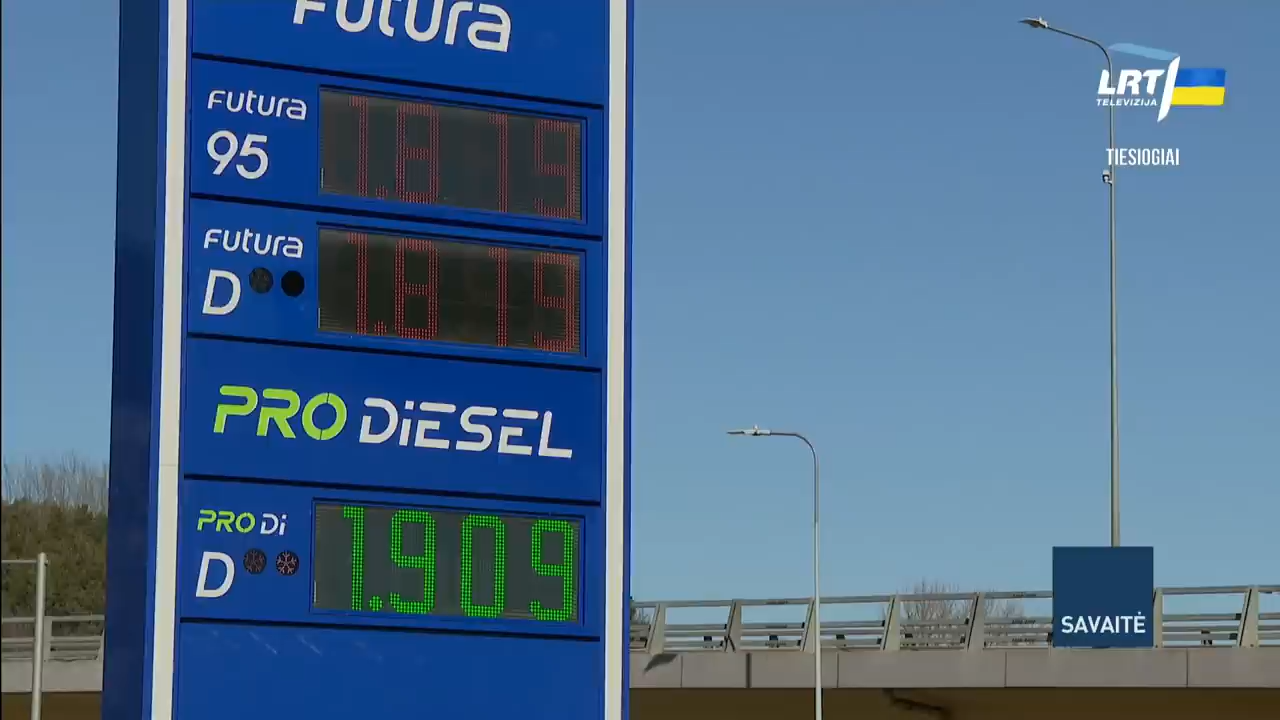 Futura
Futura
95
1.819
Futura
D
1.819
PRO DiESEL
PRO Di
D
1.909
LRT
TELEVIZIJA
TIESIOGIAI
SAVAITĖ